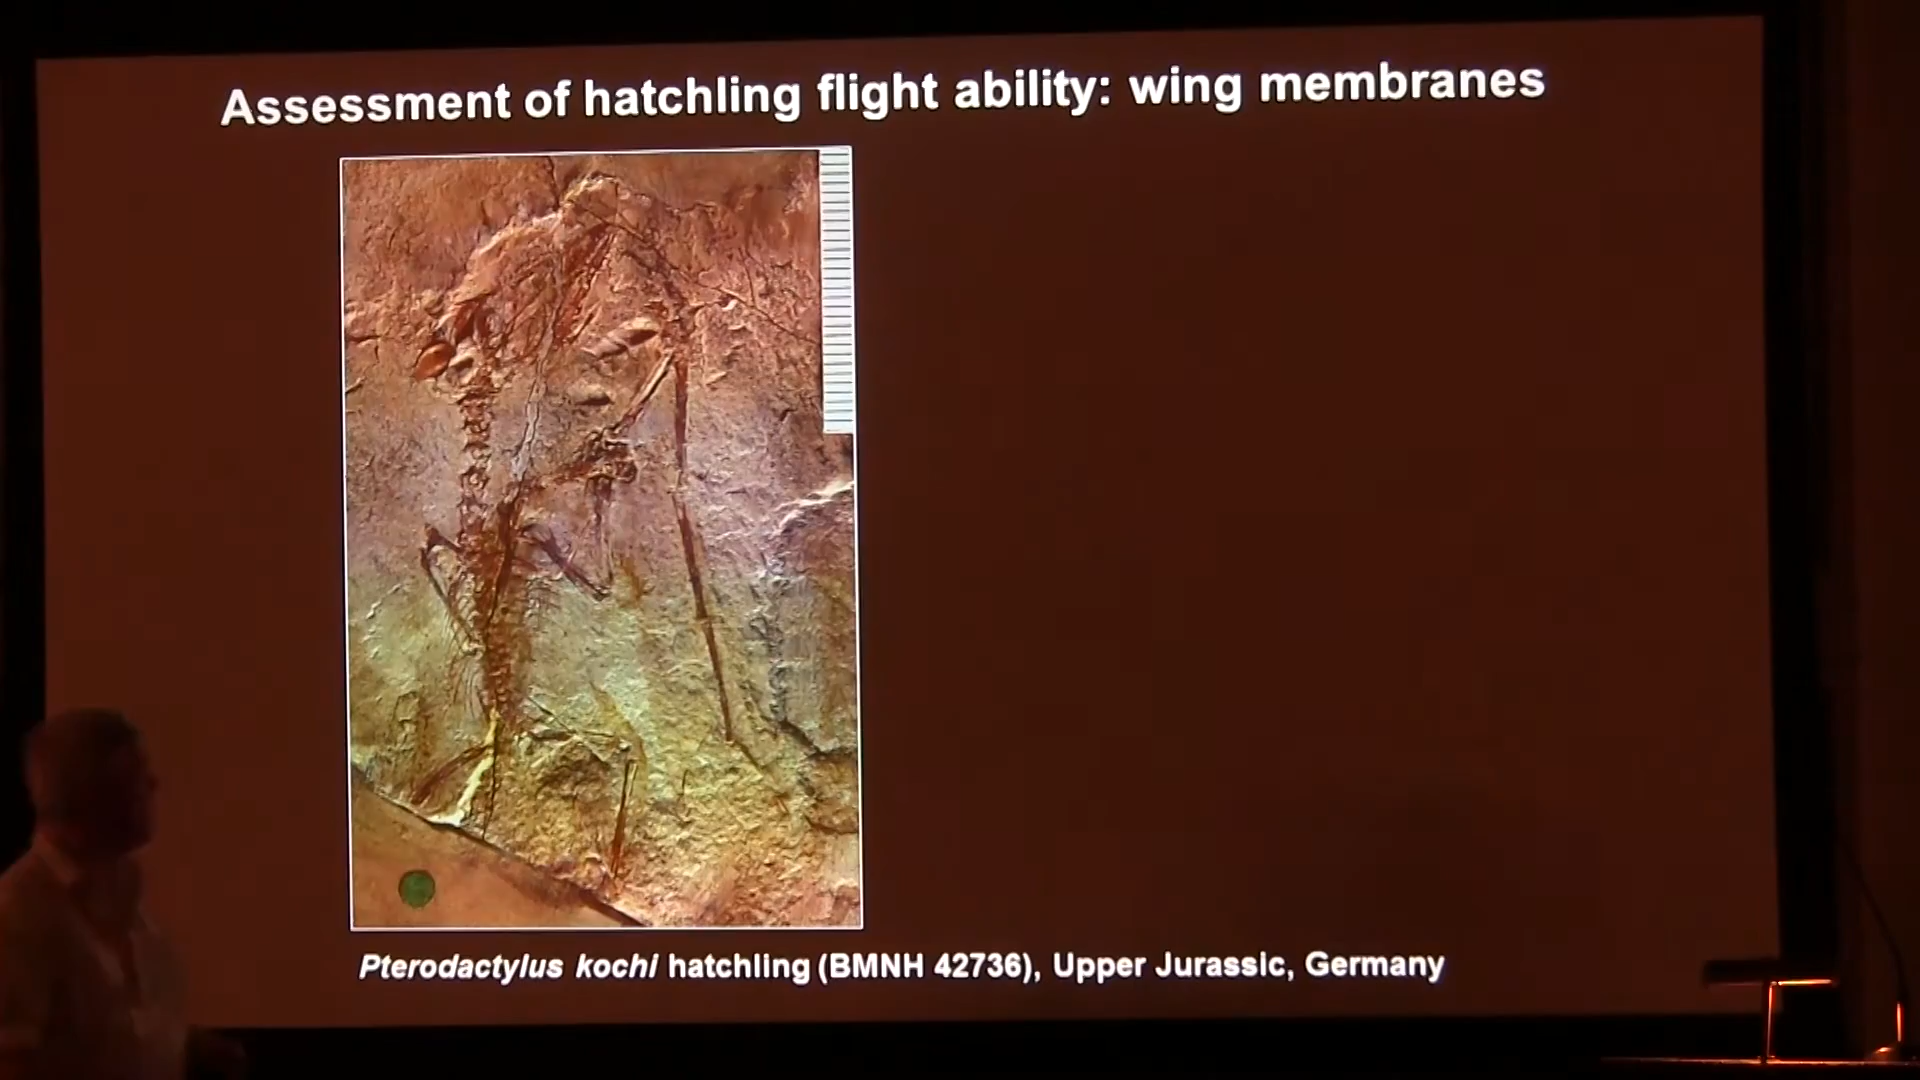 Assessment of hatchling flight ability: wing membranes
Pterodactylus kochi hatchling (BMNH 42736), Upper Jurassic, Germany